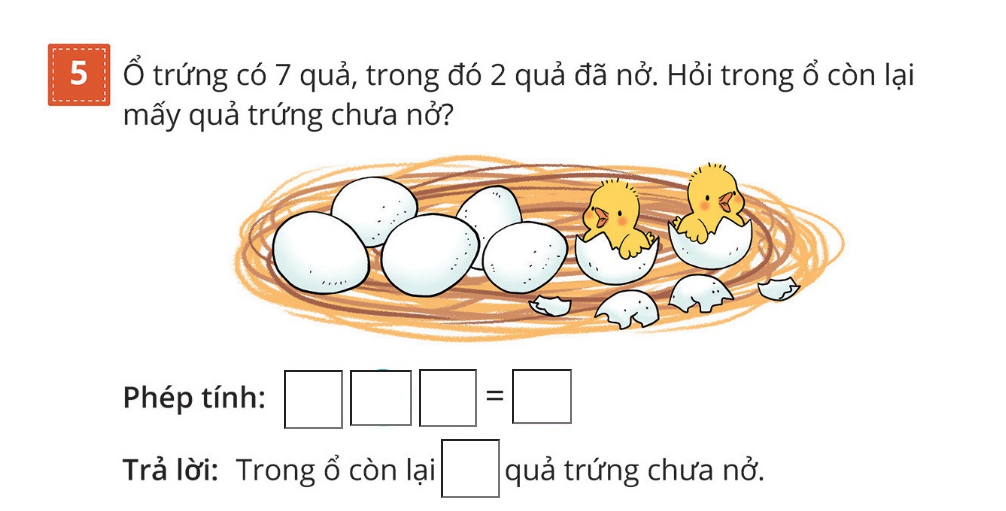 5
Ổ trứng có 7 quả, trong đó 2 quả đã nở. Hỏi trong ổ còn lại
mấy quả trứng chưa nở?
Phép tính: =
Trả lời: Trong ổ còn lại quả trứng chưa nở.